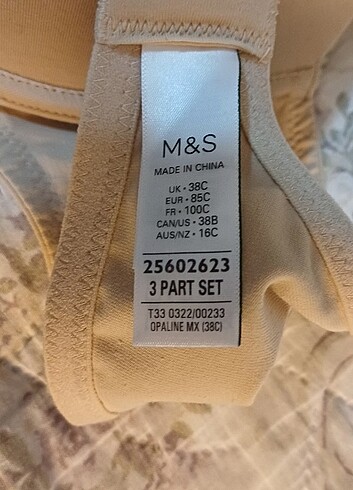 M&S
MADE IN CHINA
UK • 38C
EUR • 85C
FR • 100C
CAN/US • 38B
AUS/NZ • 16C
25602623
3 PART SET
T33 0322/00233
OPALINE MX (38C)